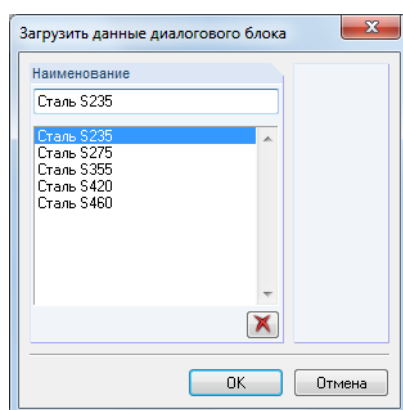 Загрузить данные диалогового блока
Наименование
Сталь S235
Сталь S235
Сталь S275
Сталь S355
Сталь S420
Сталь S460
OK
Отмена